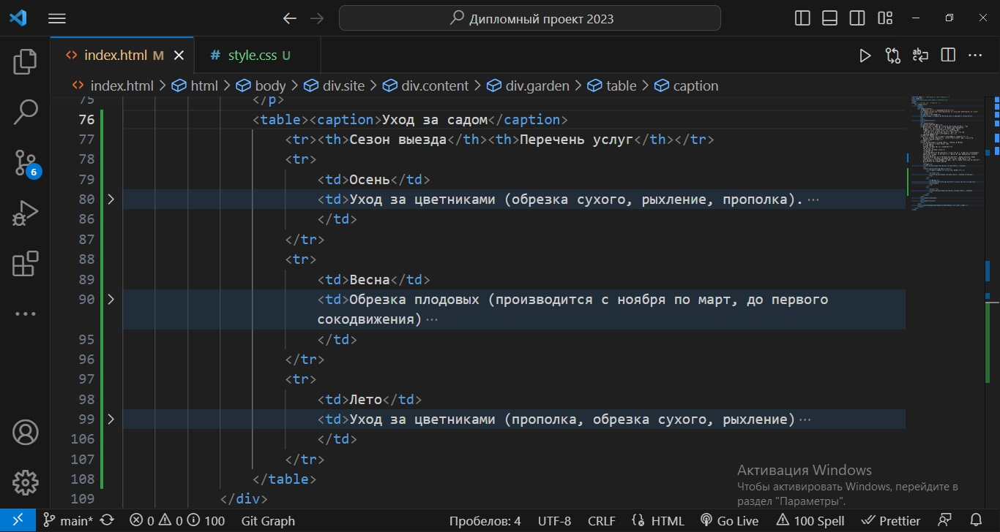 Дипломный проект 2023
index.html M
# style.css U
index.html > html > body > div.site > div.content > div.garden > table > caption
75 </p>
76 <table><caption>Уход за садом</caption>
77 <tr><th>Сезон выезда</th><th>Перечень услуг</th></tr>
78 <tr>
79 <td>Осень</td>
80 <td>Уход за цветниками (обрезка сухого, рыхление, прополка). ...
86 </td>
87 </tr>
88 <tr>
89 <td>Весна</td>
90 <td>Обрезка плодовых (производится с ноября по март, до первого
сокодвижения) ...
95 </td>
96 </tr>
97 <tr>
98 <td>Лето</td>
99 <td>Уход за цветниками (прополка, обрезка сухого, рыхление) ...
106 </td>
107 </tr>
108 </table>
109 </div>
6
Активация Windows
Чтобы активировать Windows, перейдите в
раздел "Параметры".
main* 0 0 100 Git Graph Пробелов: 4 UTF-8 CRLF HTML Go Live 100 Spell Prettier